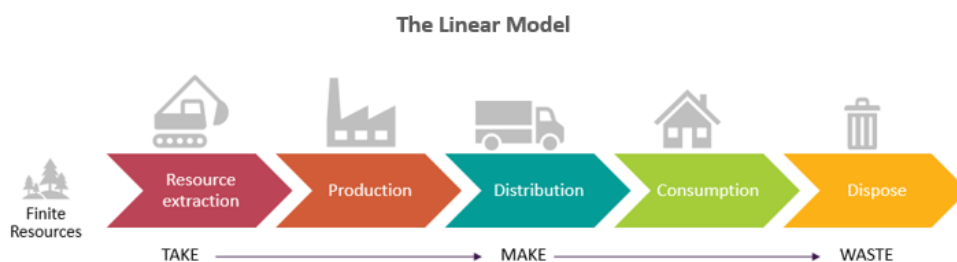 The Linear Model
Finite
Resources
Resource
extraction
Production
Distribution
Consumption
Dispose
TAKE
MAKE
WASTE